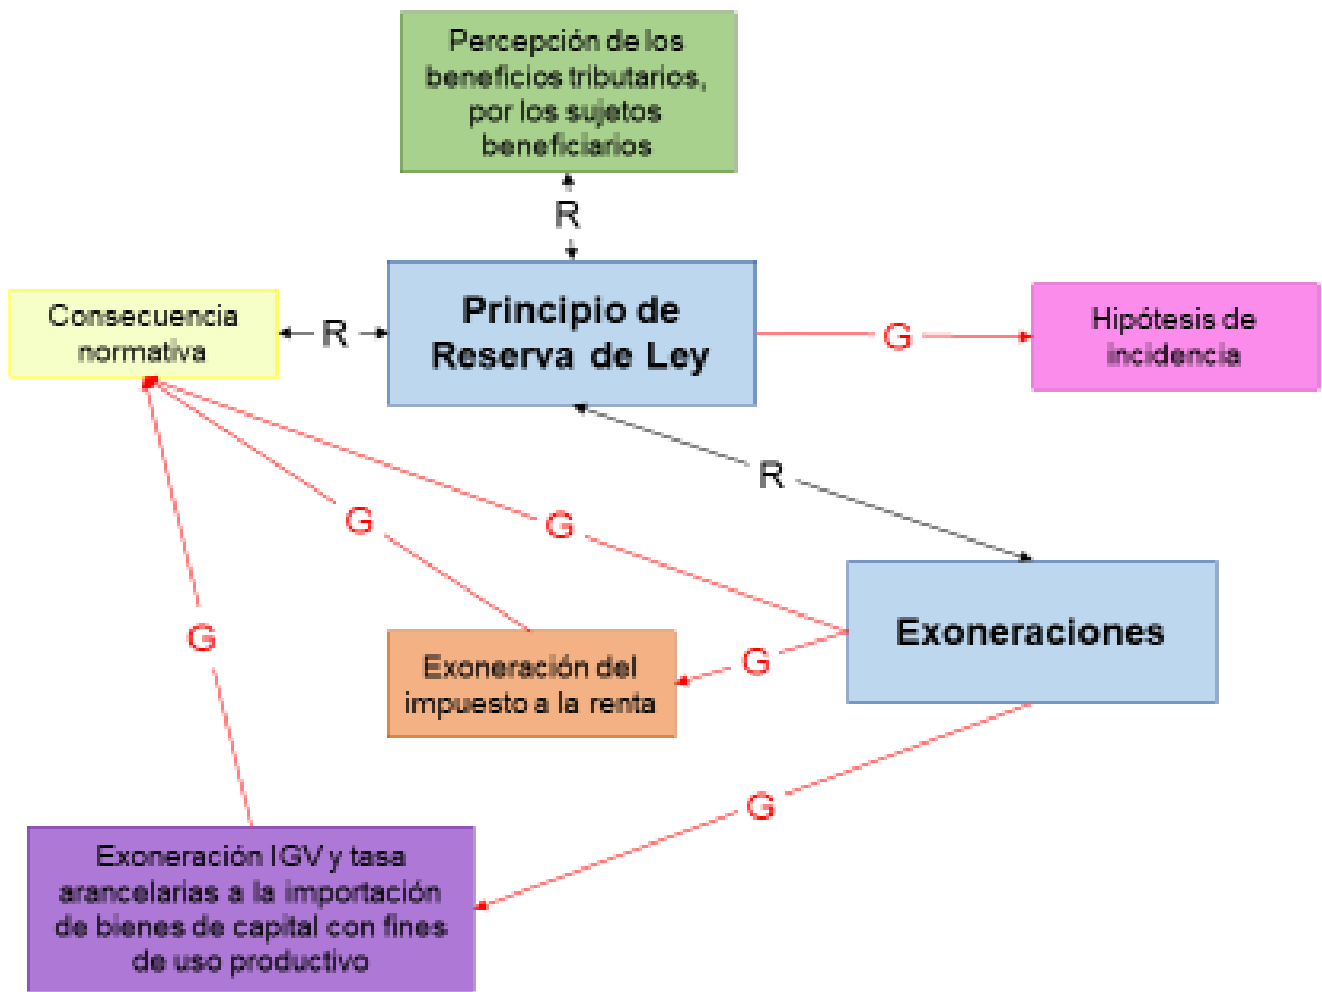 Percepción de los
beneficios tributarios,
por los sujetos
beneficiarios
R
Principio de
Reserva de Ley
Consecuencia
normativa
R
G
Hipótesis de
incidencia
R
G
G
G
Exoneraciones
Exoneración del
impuesto a la renta
G
G
Exoneración IGV y tasa
arancelarias a la importación
de bienes de capital con fines
de uso productivo